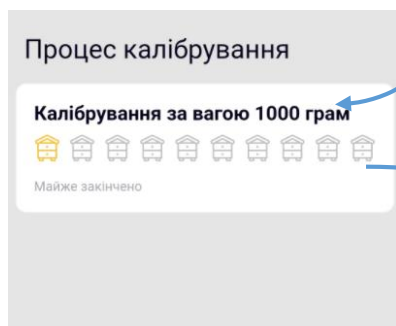 Процес калібрування
Калібрування за вагою 1000 грам
Майже закінчено